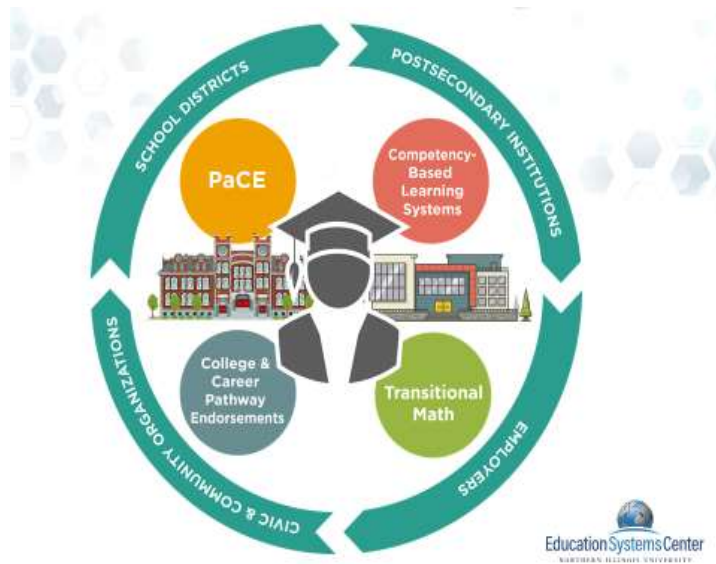 SCHOOL DISTRICTS
POSTSECONDARY INSTITUTIONS
PaCE
Competency-
Based
Learning
Systems
College &
Career
Pathway
Endorsements
Transitional
Math
CIVIC & COMMUNITY ORGANIZATIONS
EMPLOYERS
EducationSystemsCenter
NORTHERN ILLINOIS UNIVERSITY